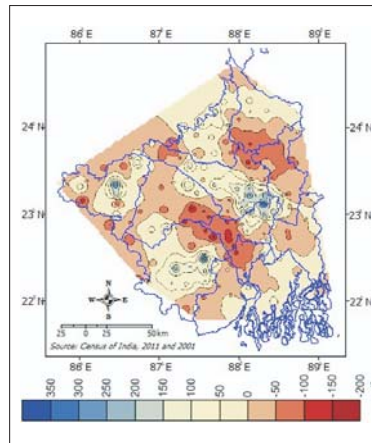 86°E 87°E 88°E 89°E
24°N 24°N
23°N 23°N
22°N 22°N
N
W E
S
25 0 25 50km
Source: Census of India, 2011 and 2001
86°E 87°E 88°E 89°E
350 300 250 200 150 100 50 0 -50 -100 -150 -200